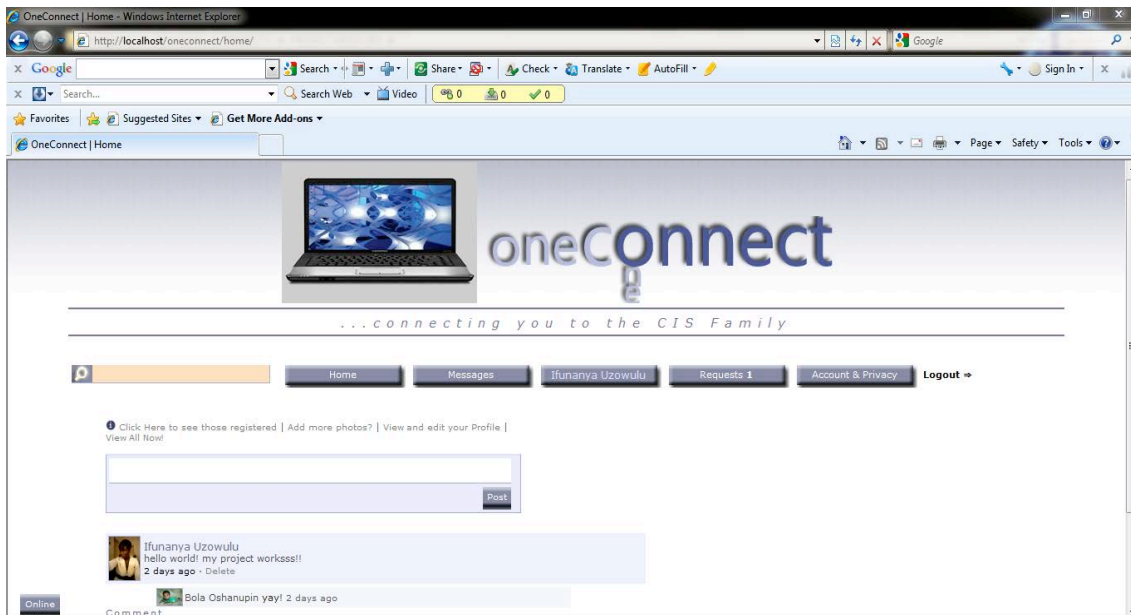 OneConnect | Home - Windows Internet Explorer
http://localhost/oneconnect/home/
Google
x Google Search Share Check Translate AutoFill Sign In x
x Search... Search Web Video 0 0 0
Favorites Suggested Sites Get More Add-ons
OneConnect | Home Page Safety Tools
oneConnect
one
...connecting you to the CIS Family
Home Messages Ifunanya Uzowulu Requests 1 Account & Privacy Logout ⇒
Click Here to see those registered | Add more photos? | View and edit your Profile |
View All Now!
Post
Ifunanya Uzowulu
hello world! my project worksss!!
2 days ago - Delete
Bola Oshanupin yay! 2 days ago
Online
Comment